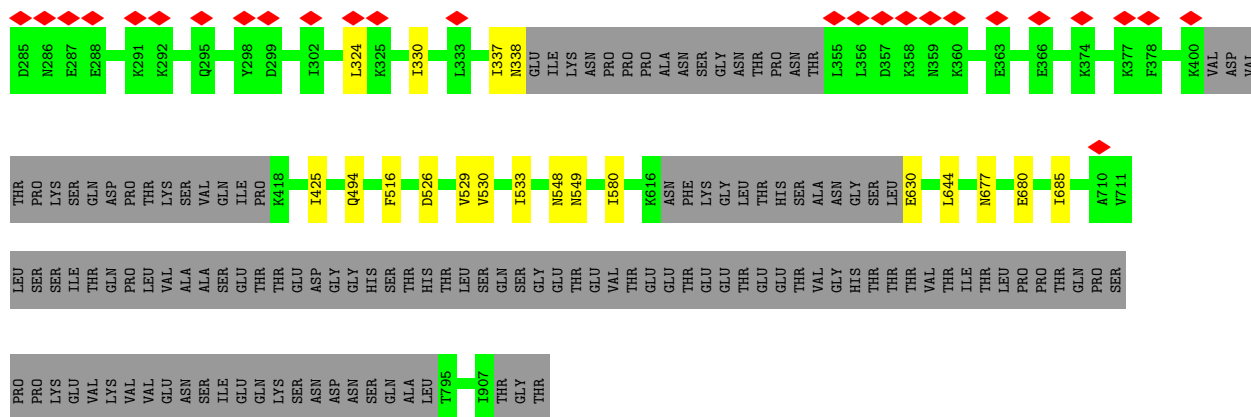 D285 N286 E287 E288 K291 K292 Q295 Y298 D299 I302 L324 K325 I330 L333 I337 N338 GLU ILE LYS ASN PRO PRO PRO ALA ASN SER GLY ASN THR PRO ASN THR L355 L356 D357 K358 N359 K360 E363 E366 K374 K377 F378 K400 VAL ASP VAL
THR PRO LYS SER GLN ASP PRO THR LYS SER VAL GLN ILE PRO K418 I425 Q494 F516 D526 V529 V530 I533 N548 N549 I580 K616 ASN PHE LYS GLY LEU THR HIS SER ALA ASN GLY SER LEU E630 L644 N677 E680 I685 A710 V711
LEU SER SER ILE THR GLN PRO LEU VAL ALA ALA SER GLU THR THR GLU ASP GLY GLY HIS SER THR HIS THR LEU SER GLN SER GLY GLU THR GLU VAL THR GLU GLU THR GLU GLU THR GLU GLU THR VAL GLY HIS THR THR THR VAL THR ILE THR LEU PRO PRO THR GLN PRO SER
PRO PRO LYS GLU VAL LYS VAL VAL GLU ASN SER ILE GLU GLN LYS SER ASN ASP ASN SER GLN ALA LEU T795 I907 THR GLY THR